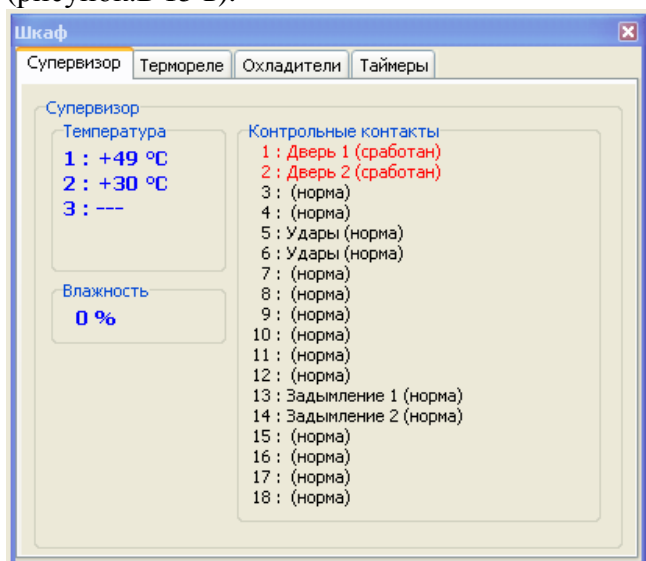 Шкаф
Супервизор Термореле Охладители Таймеры
Супервизор
Температура
1 : +49 °C
2 : +30 °C
3 : ---
Влажность
0 %
Контрольные контакты
1 : Дверь 1 (сработан)
2 : Дверь 2 (сработан)
3 : (норма)
4 : (норма)
5 : Удары (норма)
6 : Удары (норма)
7 : (норма)
8 : (норма)
9 : (норма)
10 : (норма)
11 : (норма)
12 : (норма)
13 : Задымление 1 (норма)
14 : Задымление 2 (норма)
15 : (норма)
16 : (норма)
17 : (норма)
18 : (норма)